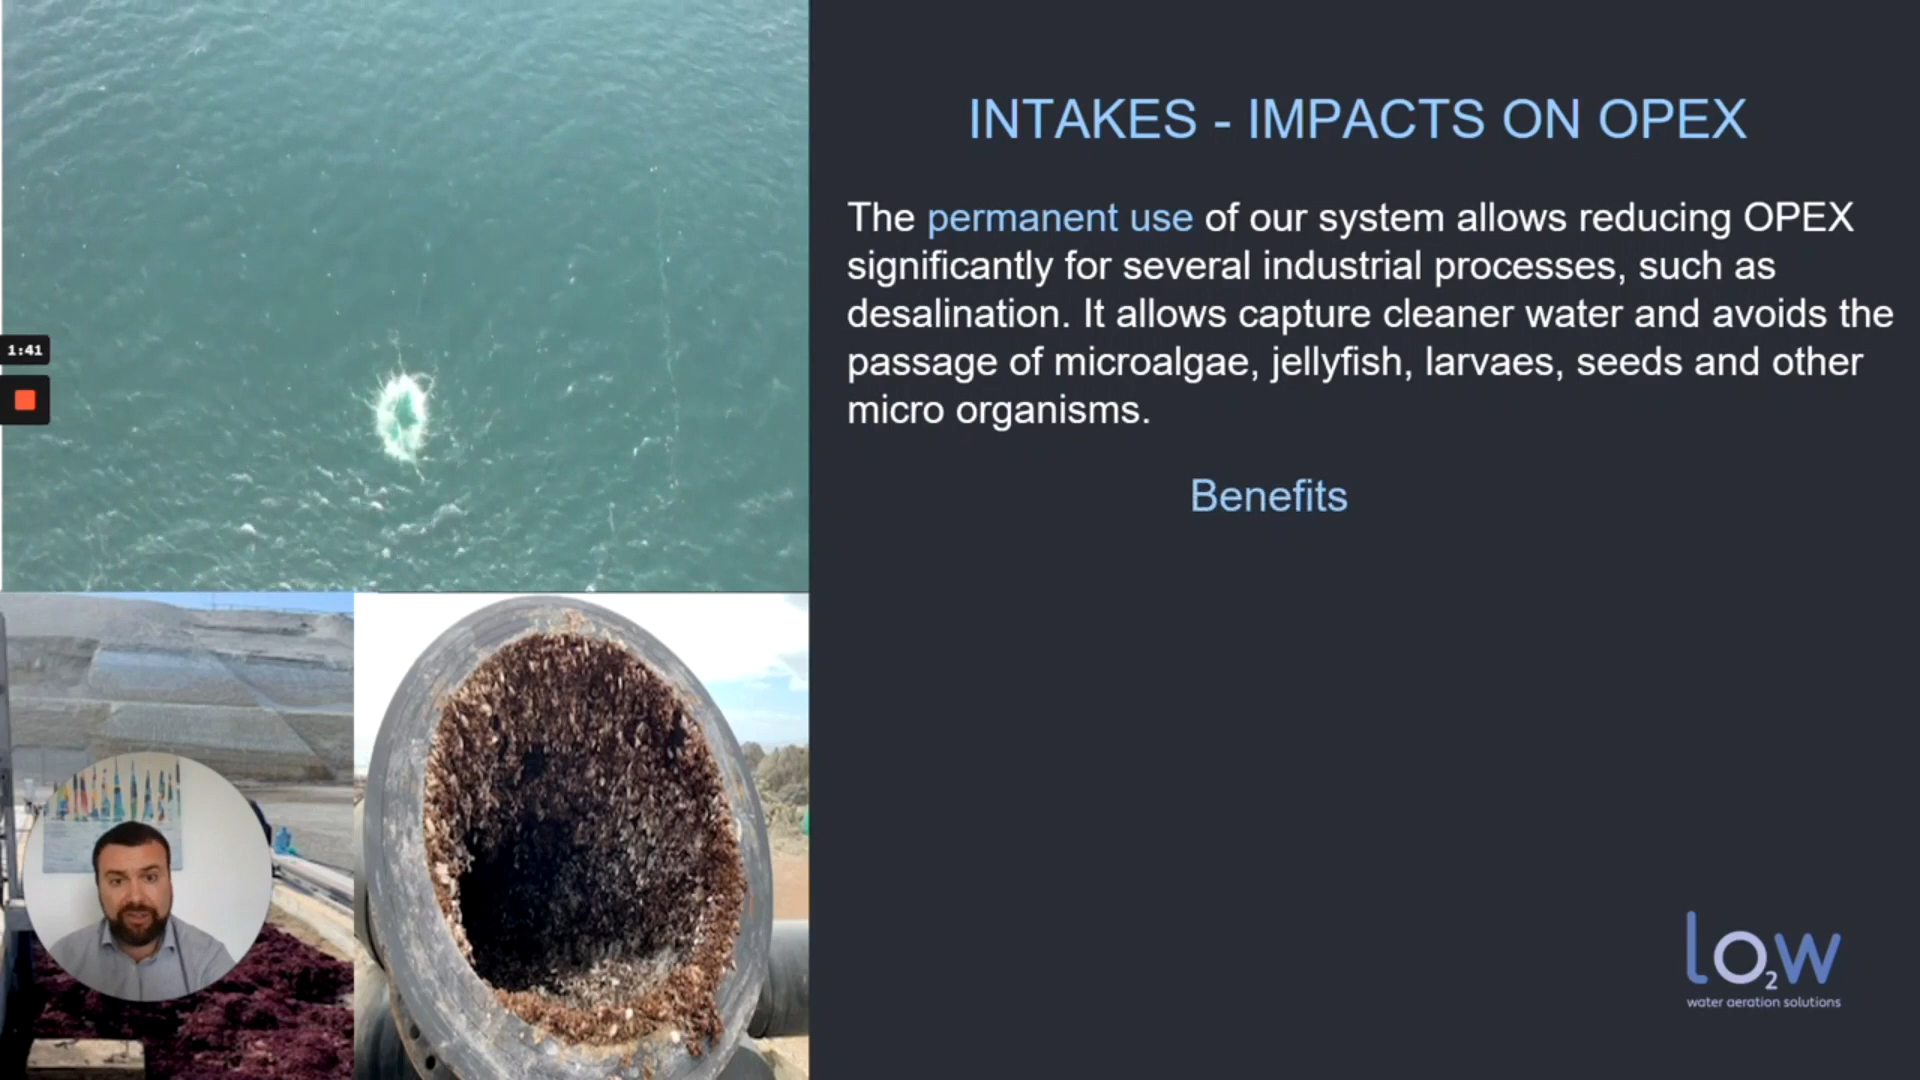 INTAKES - IMPACTS ON OPEX
The permanent use of our system allows reducing OPEX
significantly for several industrial processes, such as
desalination. It allows capture cleaner water and avoids the
passage of microalgae, jellyfish, larvaes, seeds and other
micro organisms.
Benefits
1:41
lo2w
water aeration solutions